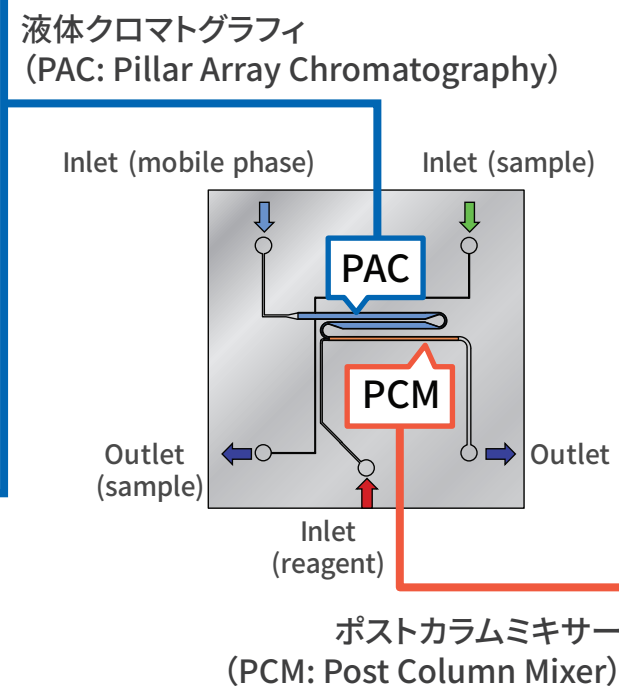 液体クロマトグラフィ
（PAC: Pillar Array Chromatography）
Inlet (mobile phase)
Inlet (sample)
PAC
PCM
Outlet
(sample)
Outlet
Inlet
(reagent)
ポストカラムミキサー
（PCM: Post Column Mixer）